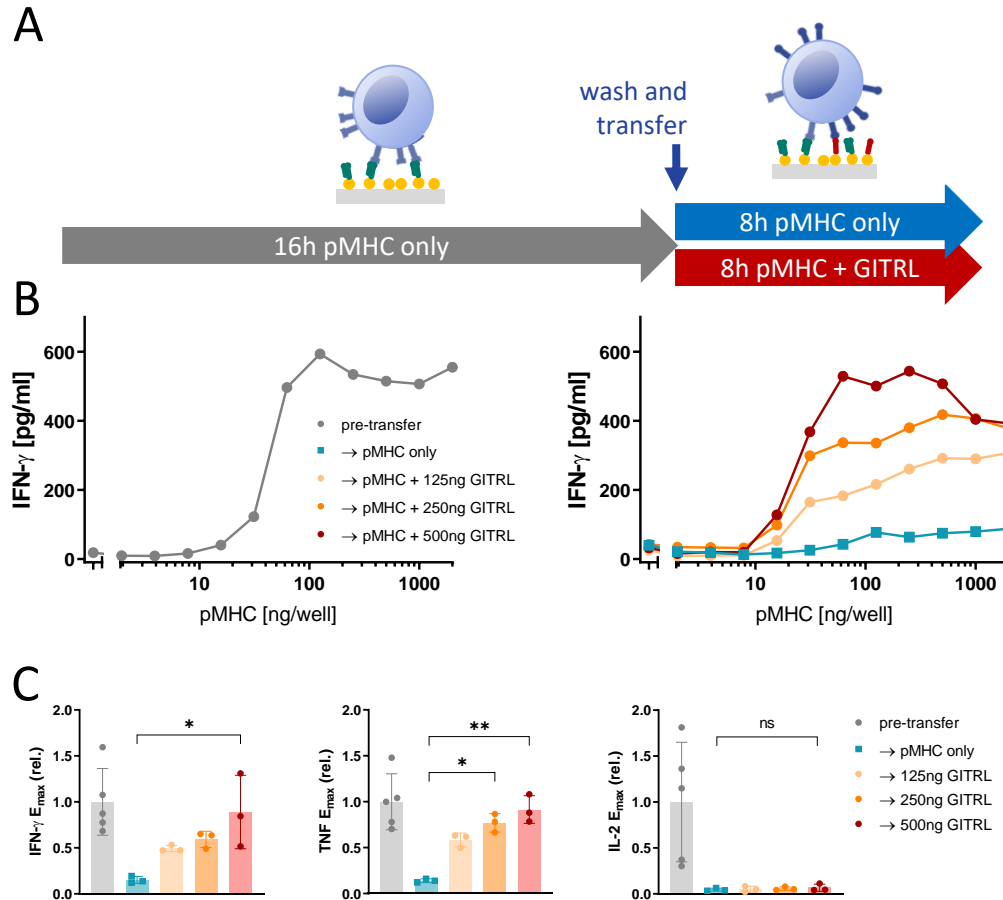 A
wash and
transfer
16h pMHC only
8h pMHC only
8h pMHC + GITRL
B
IFN-γ [pg/ml]
600
400
200
0
10
100
1000
pMHC [ng/well]
pre-transfer
→ pMHC only
→ pMHC + 125ng GITRL
→ pMHC + 250ng GITRL
→ pMHC + 500ng GITRL
IFN-γ [pg/ml]
600
400
200
0
10
100
1000
pMHC [ng/well]
C
IFN-γ Emax (rel.)
2.0
1.5
1.0
0.5
0.0
*
TNF Emax (rel.)
2.0
1.5
1.0
0.5
0.0
**
*
IL-2 Emax (rel.)
2.0
1.5
1.0
0.5
0.0
ns
pre-transfer
→ pMHC only
→ 125ng GITRL
→ 250ng GITRL
→ 500ng GITRL